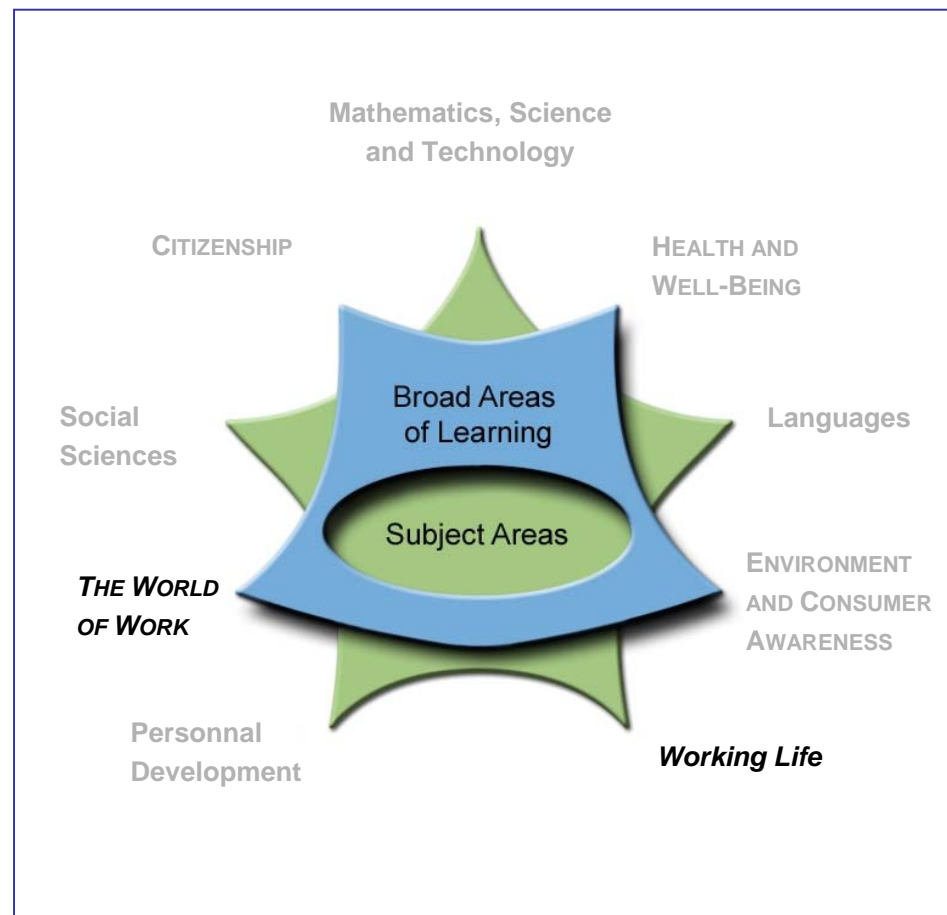 Mathematics, Science
and Technology
CITIZENSHIP
HEALTH AND
WELL-BEING
Broad Areas
of Learning
Social
Sciences
Languages
Subject Areas
THE WORLD
OF WORK
ENVIRONMENT
AND CONSUMER
AWARENESS
Personnal
Development
Working Life